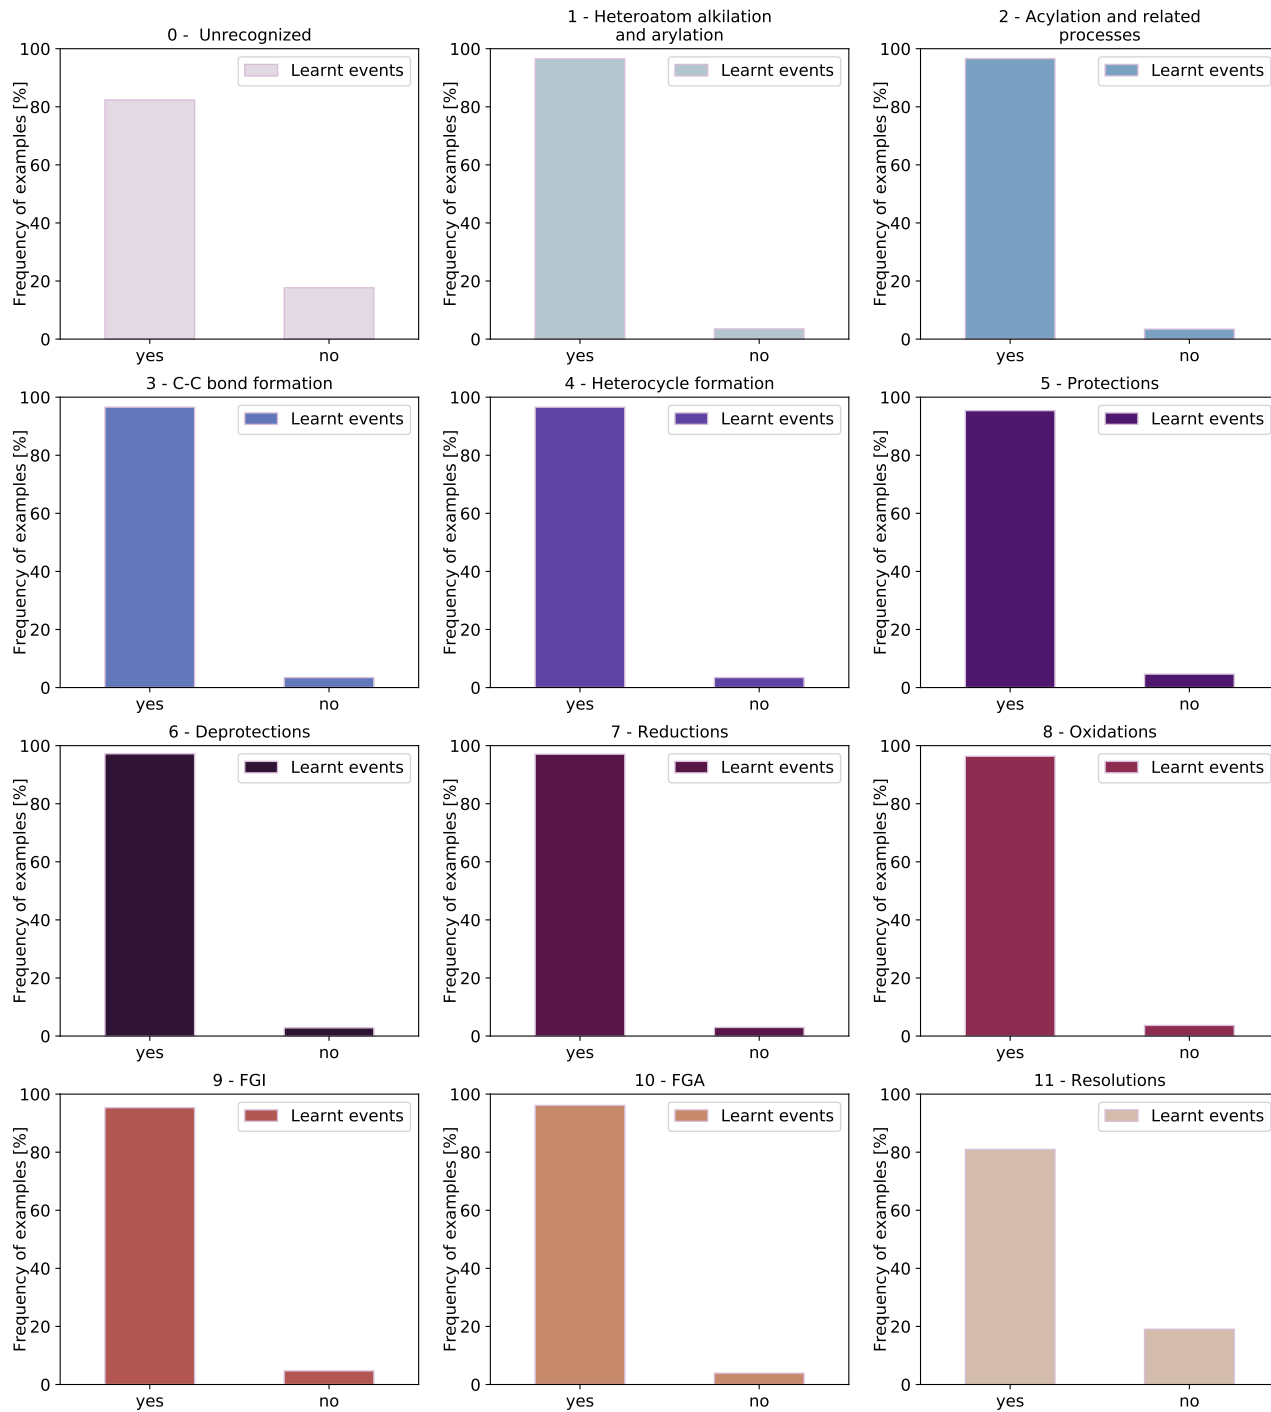 0 -  Unrecognized
Frequency of examples [%]
100
80
60
40
20
0
yes
no
Learnt events
1 - Heteroatom alkilation
and arylation
Frequency of examples [%]
100
80
60
40
20
0
yes
no
Learnt events
2 - Acylation and related
processes
Frequency of examples [%]
100
80
60
40
20
0
yes
no
Learnt events
3 - C-C bond formation
Frequency of examples [%]
100
80
60
40
20
0
yes
no
Learnt events
4 - Heterocycle formation
Frequency of examples [%]
100
80
60
40
20
0
yes
no
Learnt events
5 - Protections
Frequency of examples [%]
100
80
60
40
20
0
yes
no
Learnt events
6 - Deprotections
Frequency of examples [%]
100
80
60
40
20
0
yes
no
Learnt events
7 - Reductions
Frequency of examples [%]
100
80
60
40
20
0
yes
no
Learnt events
8 - Oxidations
Frequency of examples [%]
100
80
60
40
20
0
yes
no
Learnt events
9 - FGI
Frequency of examples [%]
100
80
60
40
20
0
yes
no
Learnt events
10 - FGA
Frequency of examples [%]
100
80
60
40
20
0
yes
no
Learnt events
11 - Resolutions
Frequency of examples [%]
100
80
60
40
20
0
yes
no
Learnt events